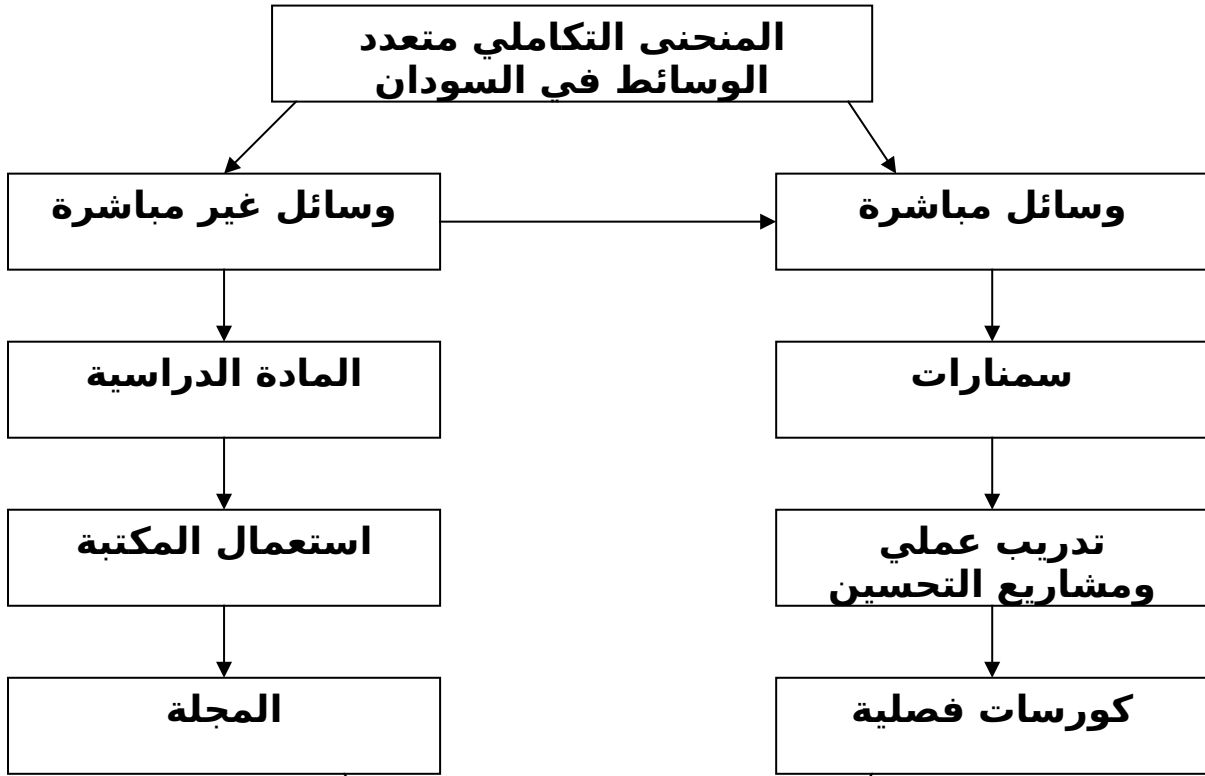 المنحنى التكاملي متعدد
الوسائط في السودان
وسائل مباشرة
وسائل غير مباشرة
سمنارات
المادة الدراسية
تدريب عملي
ومشاريع التحسين
استعمال المكتبة
كورسات فصلية
المجلة